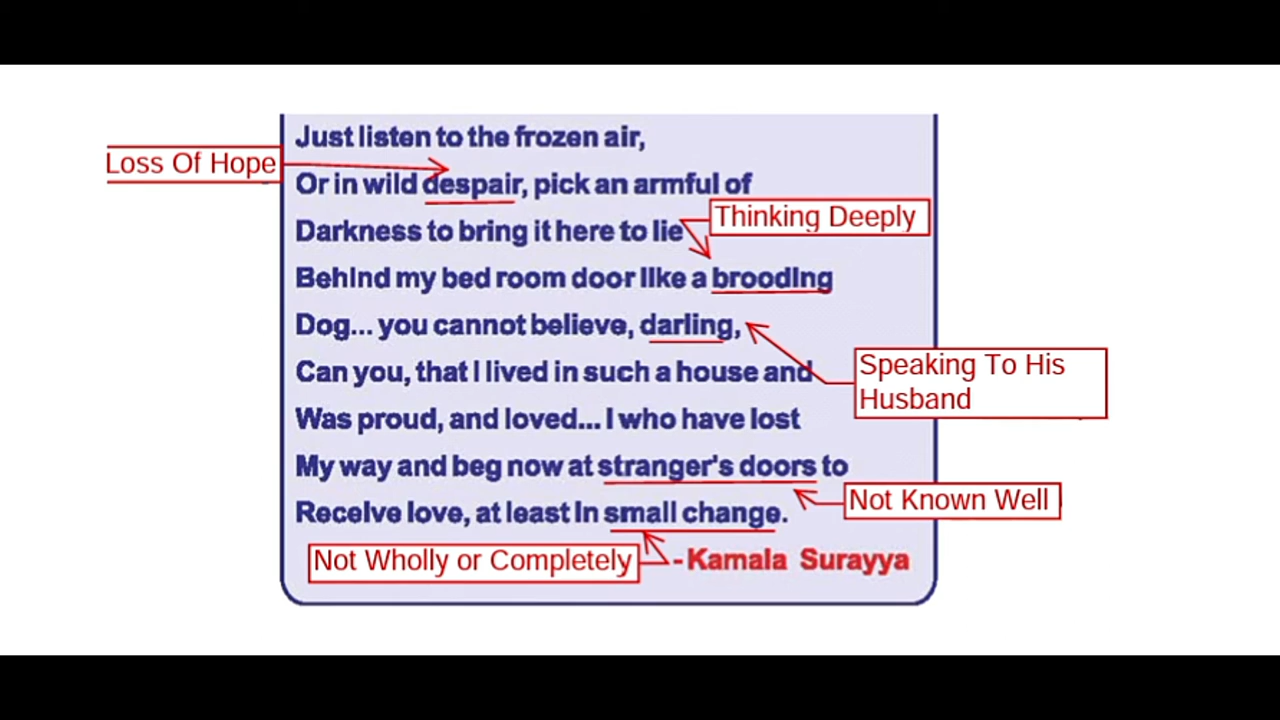 Just listen to the frozen air,
Loss Of Hope
Or in wild despair, pick an armful of
Thinking Deeply
Darkness to bring it here to lie
Behind my bed room door like a brooding
Dog... you cannot believe, darling,
Speaking To His
Husband
Can you, that I lived in such a house and
Was proud, and loved... I who have lost
My way and beg now at stranger's doors to
Not Known Well
Receive love, at least in small change.
Not Wholly or Completely
-Kamala Surayya